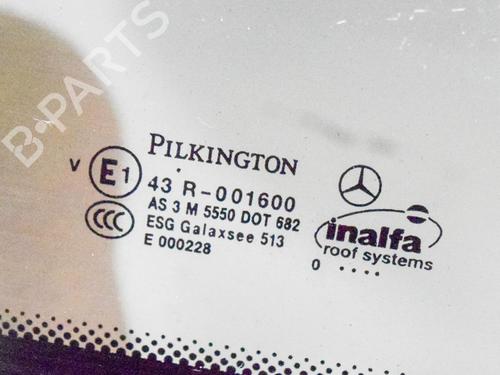 B-PARTS
PILKINGTON
V E1 43 R-001600
AS 3 M 5550 DOT 682
CCC ESG Galaxsee 513
E 000228
inalfa
roof systems
0 ....